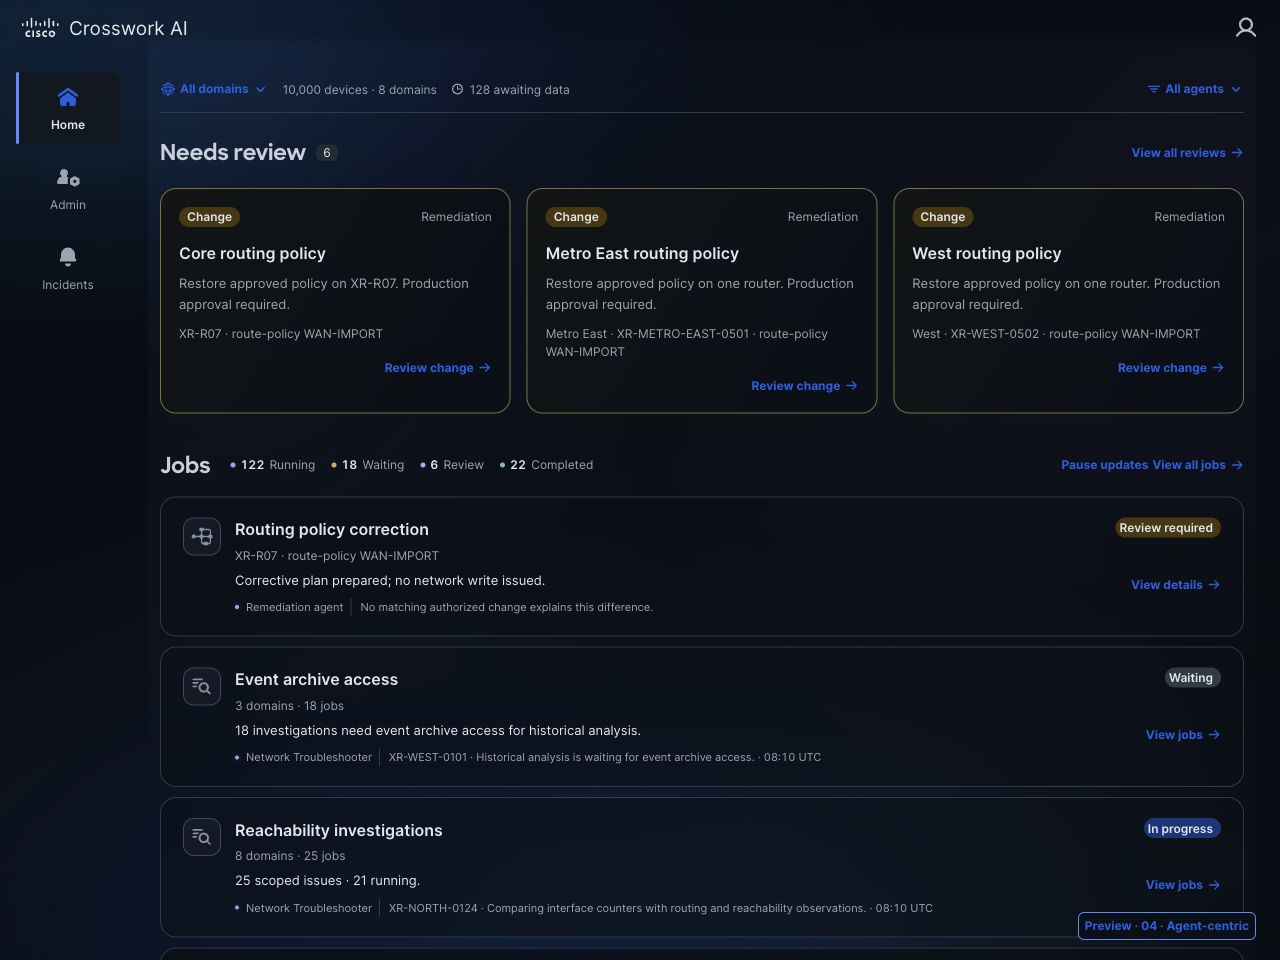 cisco Crosswork AI
Home
Admin
Incidents
All domains 10,000 devices · 8 domains 128 awaiting data All agents
Needs review 6 View all reviews →
Change Remediation
Core routing policy
Restore approved policy on XR-R07. Production
approval required.
XR-R07 · route-policy WAN-IMPORT
Review change →
Change Remediation
Metro East routing policy
Restore approved policy on one router. Production
approval required.
Metro East · XR-METRO-EAST-0501 · route-policy
WAN-IMPORT
Review change →
Change Remediation
West routing policy
Restore approved policy on one router. Production
approval required.
West · XR-WEST-0502 · route-policy WAN-IMPORT
Review change →
Jobs • 122 Running • 18 Waiting • 6 Review • 22 Completed Pause updates View all jobs →
Routing policy correction Review required
XR-R07 · route-policy WAN-IMPORT
Corrective plan prepared; no network write issued.
View details →
• Remediation agent | No matching authorized change explains this difference.
Event archive access Waiting
3 domains · 18 jobs
18 investigations need event archive access for historical analysis.
View jobs →
• Network Troubleshooter | XR-WEST-0101 · Historical analysis is waiting for event archive access. · 08:10 UTC
Reachability investigations In progress
8 domains · 25 jobs
25 scoped issues · 21 running.
View jobs →
• Network Troubleshooter | XR-NORTH-0124 · Comparing interface counters with routing and reachability observations. · 08:10 UTC
Preview · 04 · Agent-centric